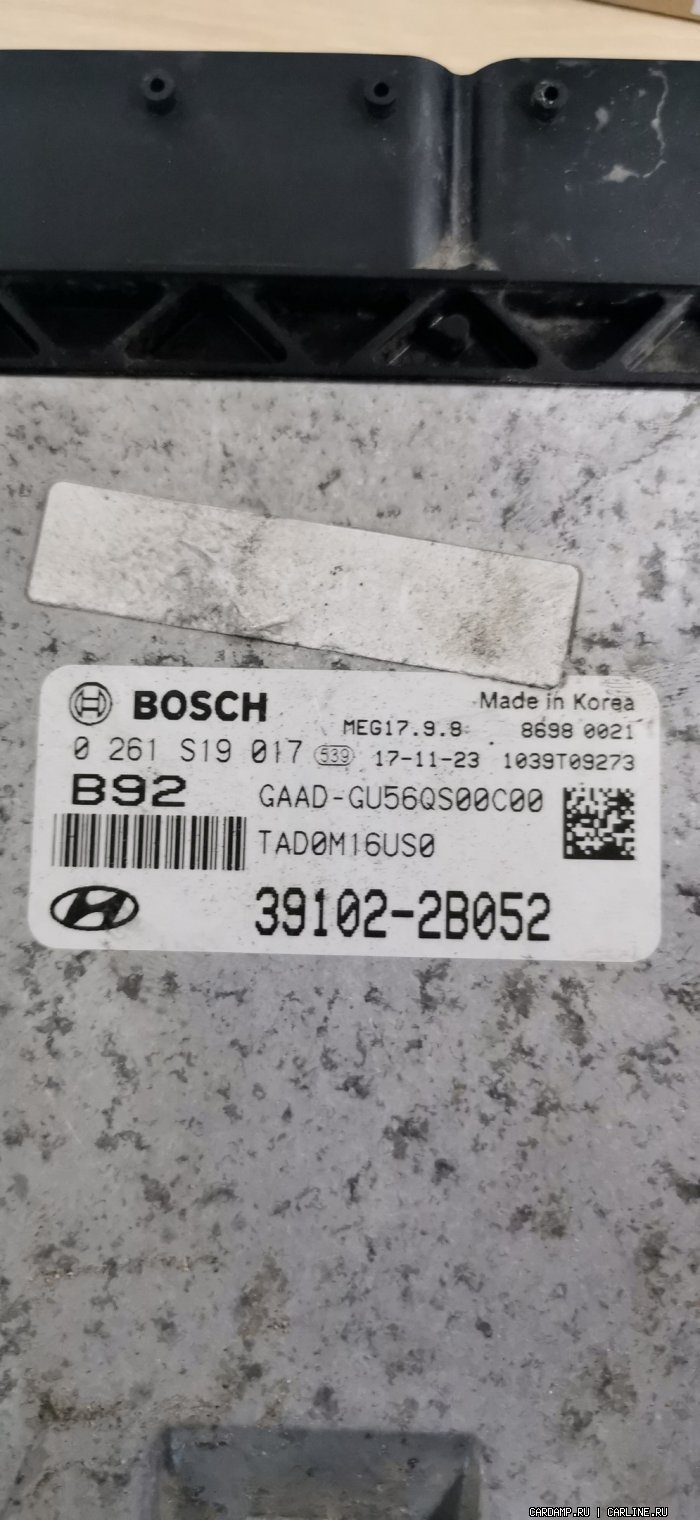 BOSCH
Made in Korea
MEG17.9.8
8698 0021
0 261 S19 017 539 17-11-23 1039T09273
B92
GAAD-GU56QS00C00
TAD0M16US0
39102-2B052
CARDAMP.RU | CARLINE.RU